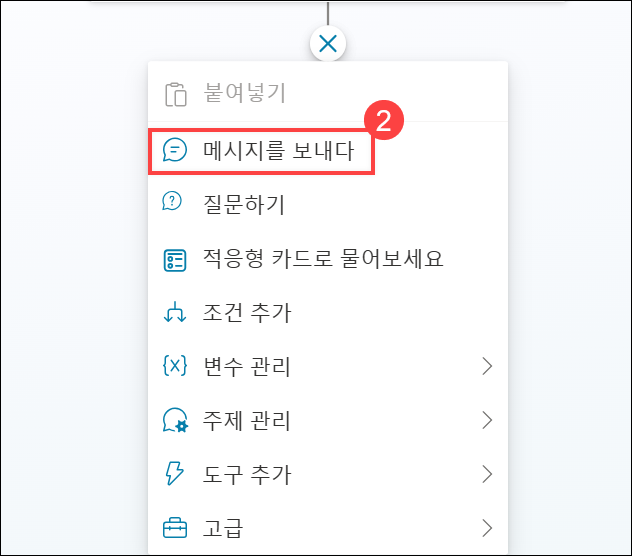 붙여넣기
2
메시지를 보내다
질문하기
적응형 카드로 물어보세요
조건 추가
변수 관리
주제 관리
도구 추가
고급